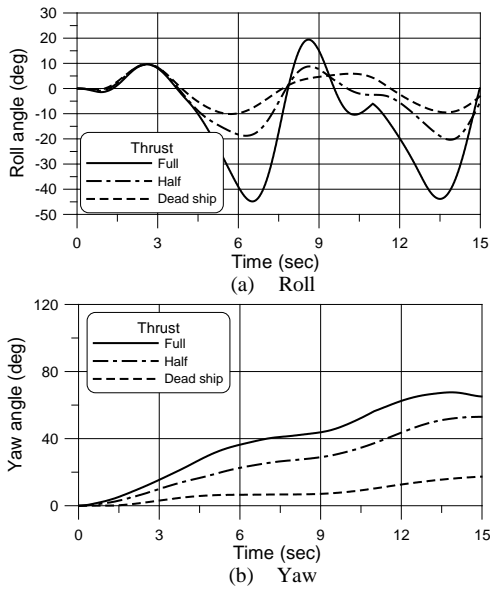 30
20
10
0
-10
-20
-30
-40
-50
Roll angle (deg)
Thrust
Full
Half
Dead ship
0 3 6 9 12 15
Time (sec)
(a) Roll
120
80
40
0
Yaw angle (deg)
Thrust
Full
Half
Dead ship
0 3 6 9 12 15
Time (sec)
(b) Yaw